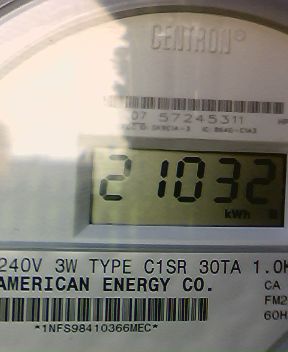 CENTRON®
07 57245311
21032
kWh
240V 3W TYPE C1SR 30TA 1.0K
AMERICAN ENERGY CO. CA
FM2
60H
*1NFS98410366MEC*